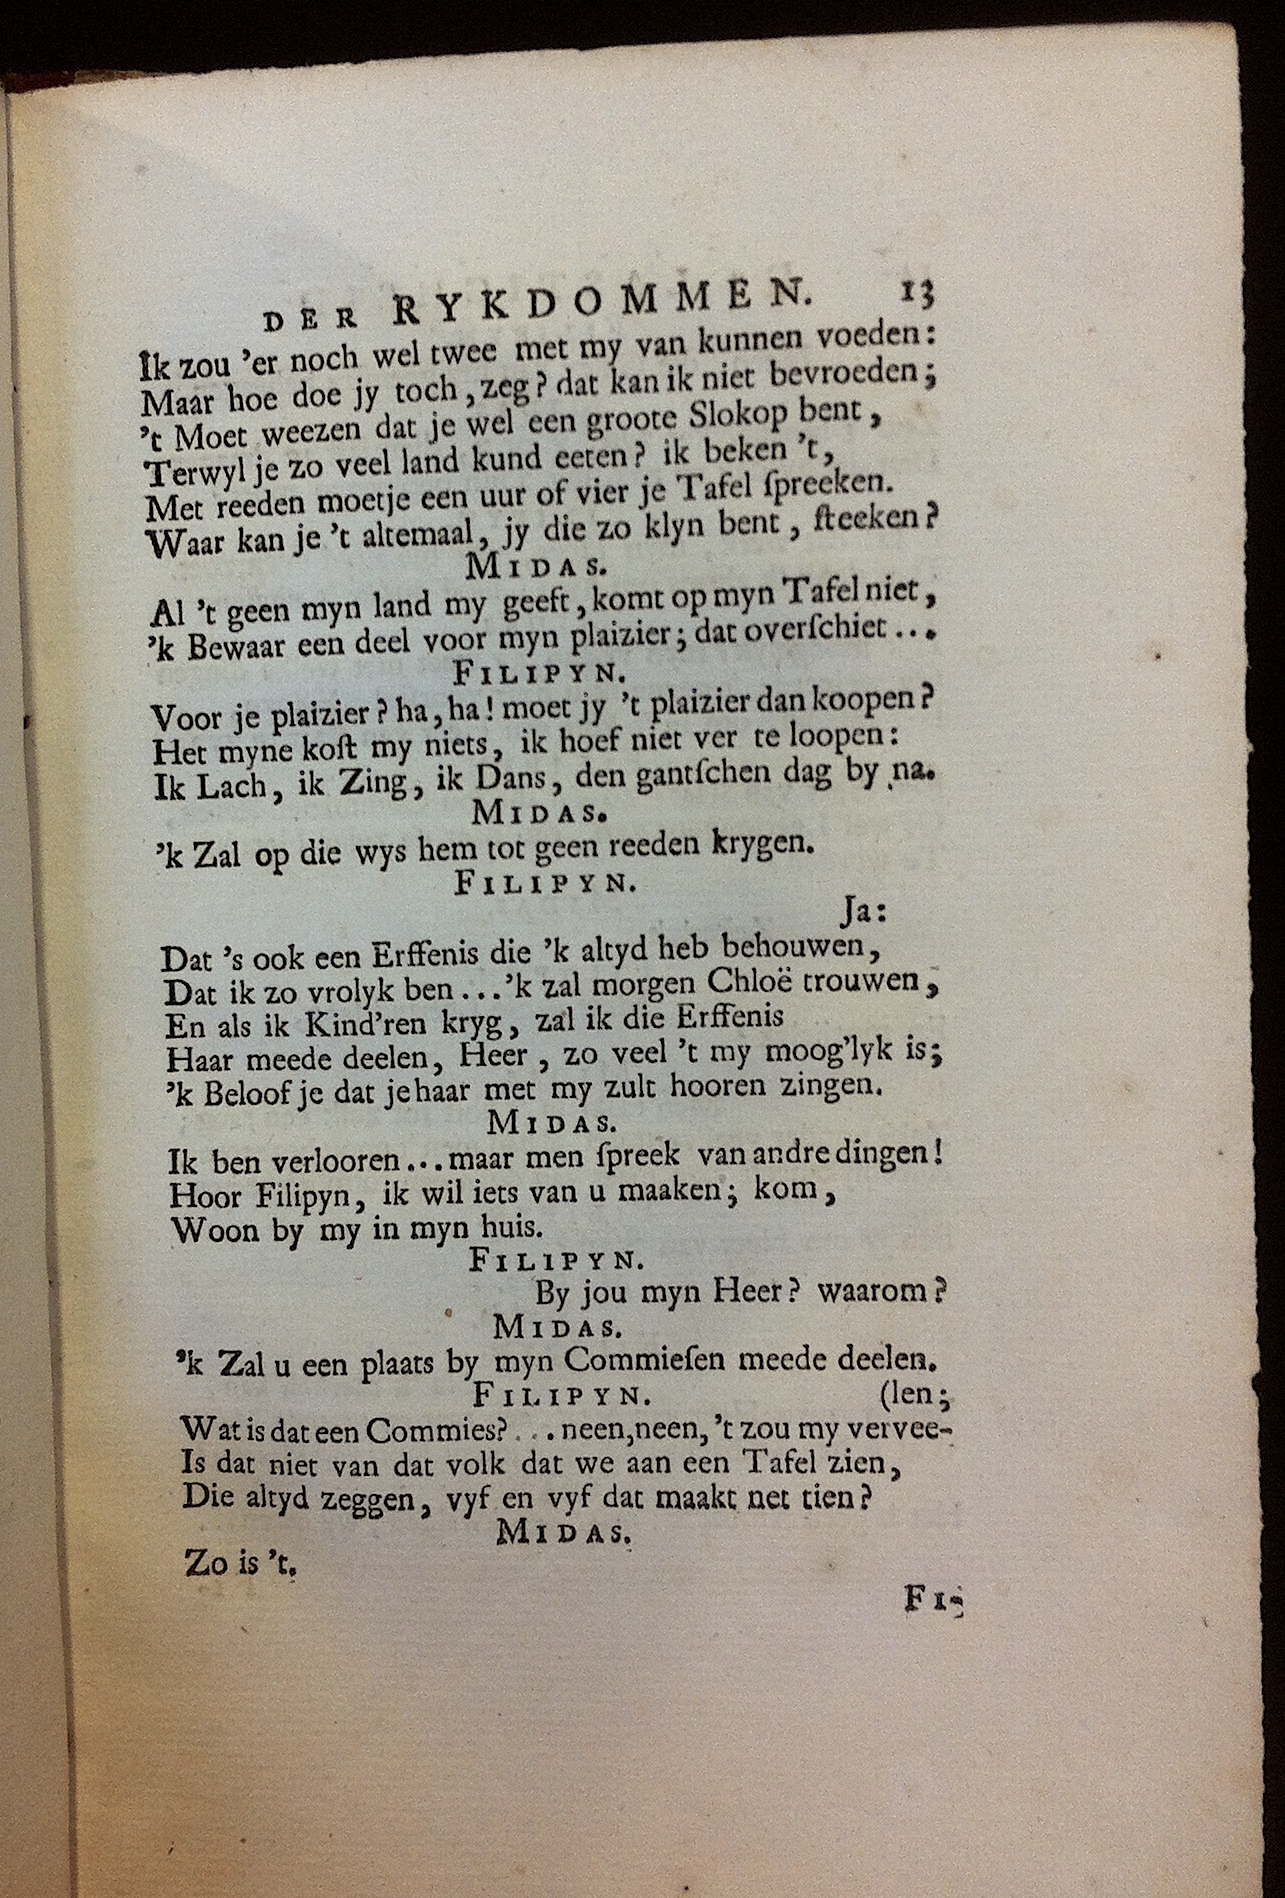 DER RYKDOMMEN. 13
Ik zou 'er noch wel twee met my van kunnen voeden:
Maar hoe doe jy toch, zeg? dat kan ik niet bevroeden;
't Moet weezen dat je wel een groote Slokop bent,
Terwyl je zo veel land kund eeten? ik beken 't,
Met reeden moetje een uur of vier je Tafel ſpreeken.
Waar kan je 't altemaal, jy die zo klyn bent, ſteeken?
MIDAS.
Al 't geen myn land my geeft, komt op myn Tafel niet,
'k Bewaar een deel voor myn plaizier; dat overſchiet...
FILIPYN.
Voor je plaizier? ha, ha! moet jy 't plaizier dan koopen?
Het myne koſt my niets, ik hoef niet ver te loopen:
Ik Lach, ik Zing, ik Dans, den gantſchen dag by na.
MIDAS.
'k Zal op die wys hem tot geen reeden krygen.
FILIPYN.
Ja:
Dat 's ook een Erffenis die 'k altyd heb behouwen,
Dat ik zo vrolyk ben...'k zal morgen Chloë trouwen,
En als ik Kind'ren kryg, zal ik die Erffenis
Haar meede deelen, Heer, zo veel 't my moog'lyk is;
'k Beloof je dat je haar met my zult hooren zingen.
MIDAS.
Ik ben verlooren...maar men ſpreek van andre dingen!
Hoor Filipyn, ik wil iets van u maaken; kom,
Woon by my in myn huis.
FILIPYN.
By jou myn Heer? waarom?
MIDAS.
'k Zal u een plaats by myn Commieſen meede deelen.
FILIPYN. (len;
Wat is dat een Commies?...neen, neen, 't zou my vervee-
Is dat niet van dat volk dat we aan een Tafel zien,
Die altyd zeggen, vyf en vyf dat maakt net tien?
MIDAS.
Zo is 't.
FI-